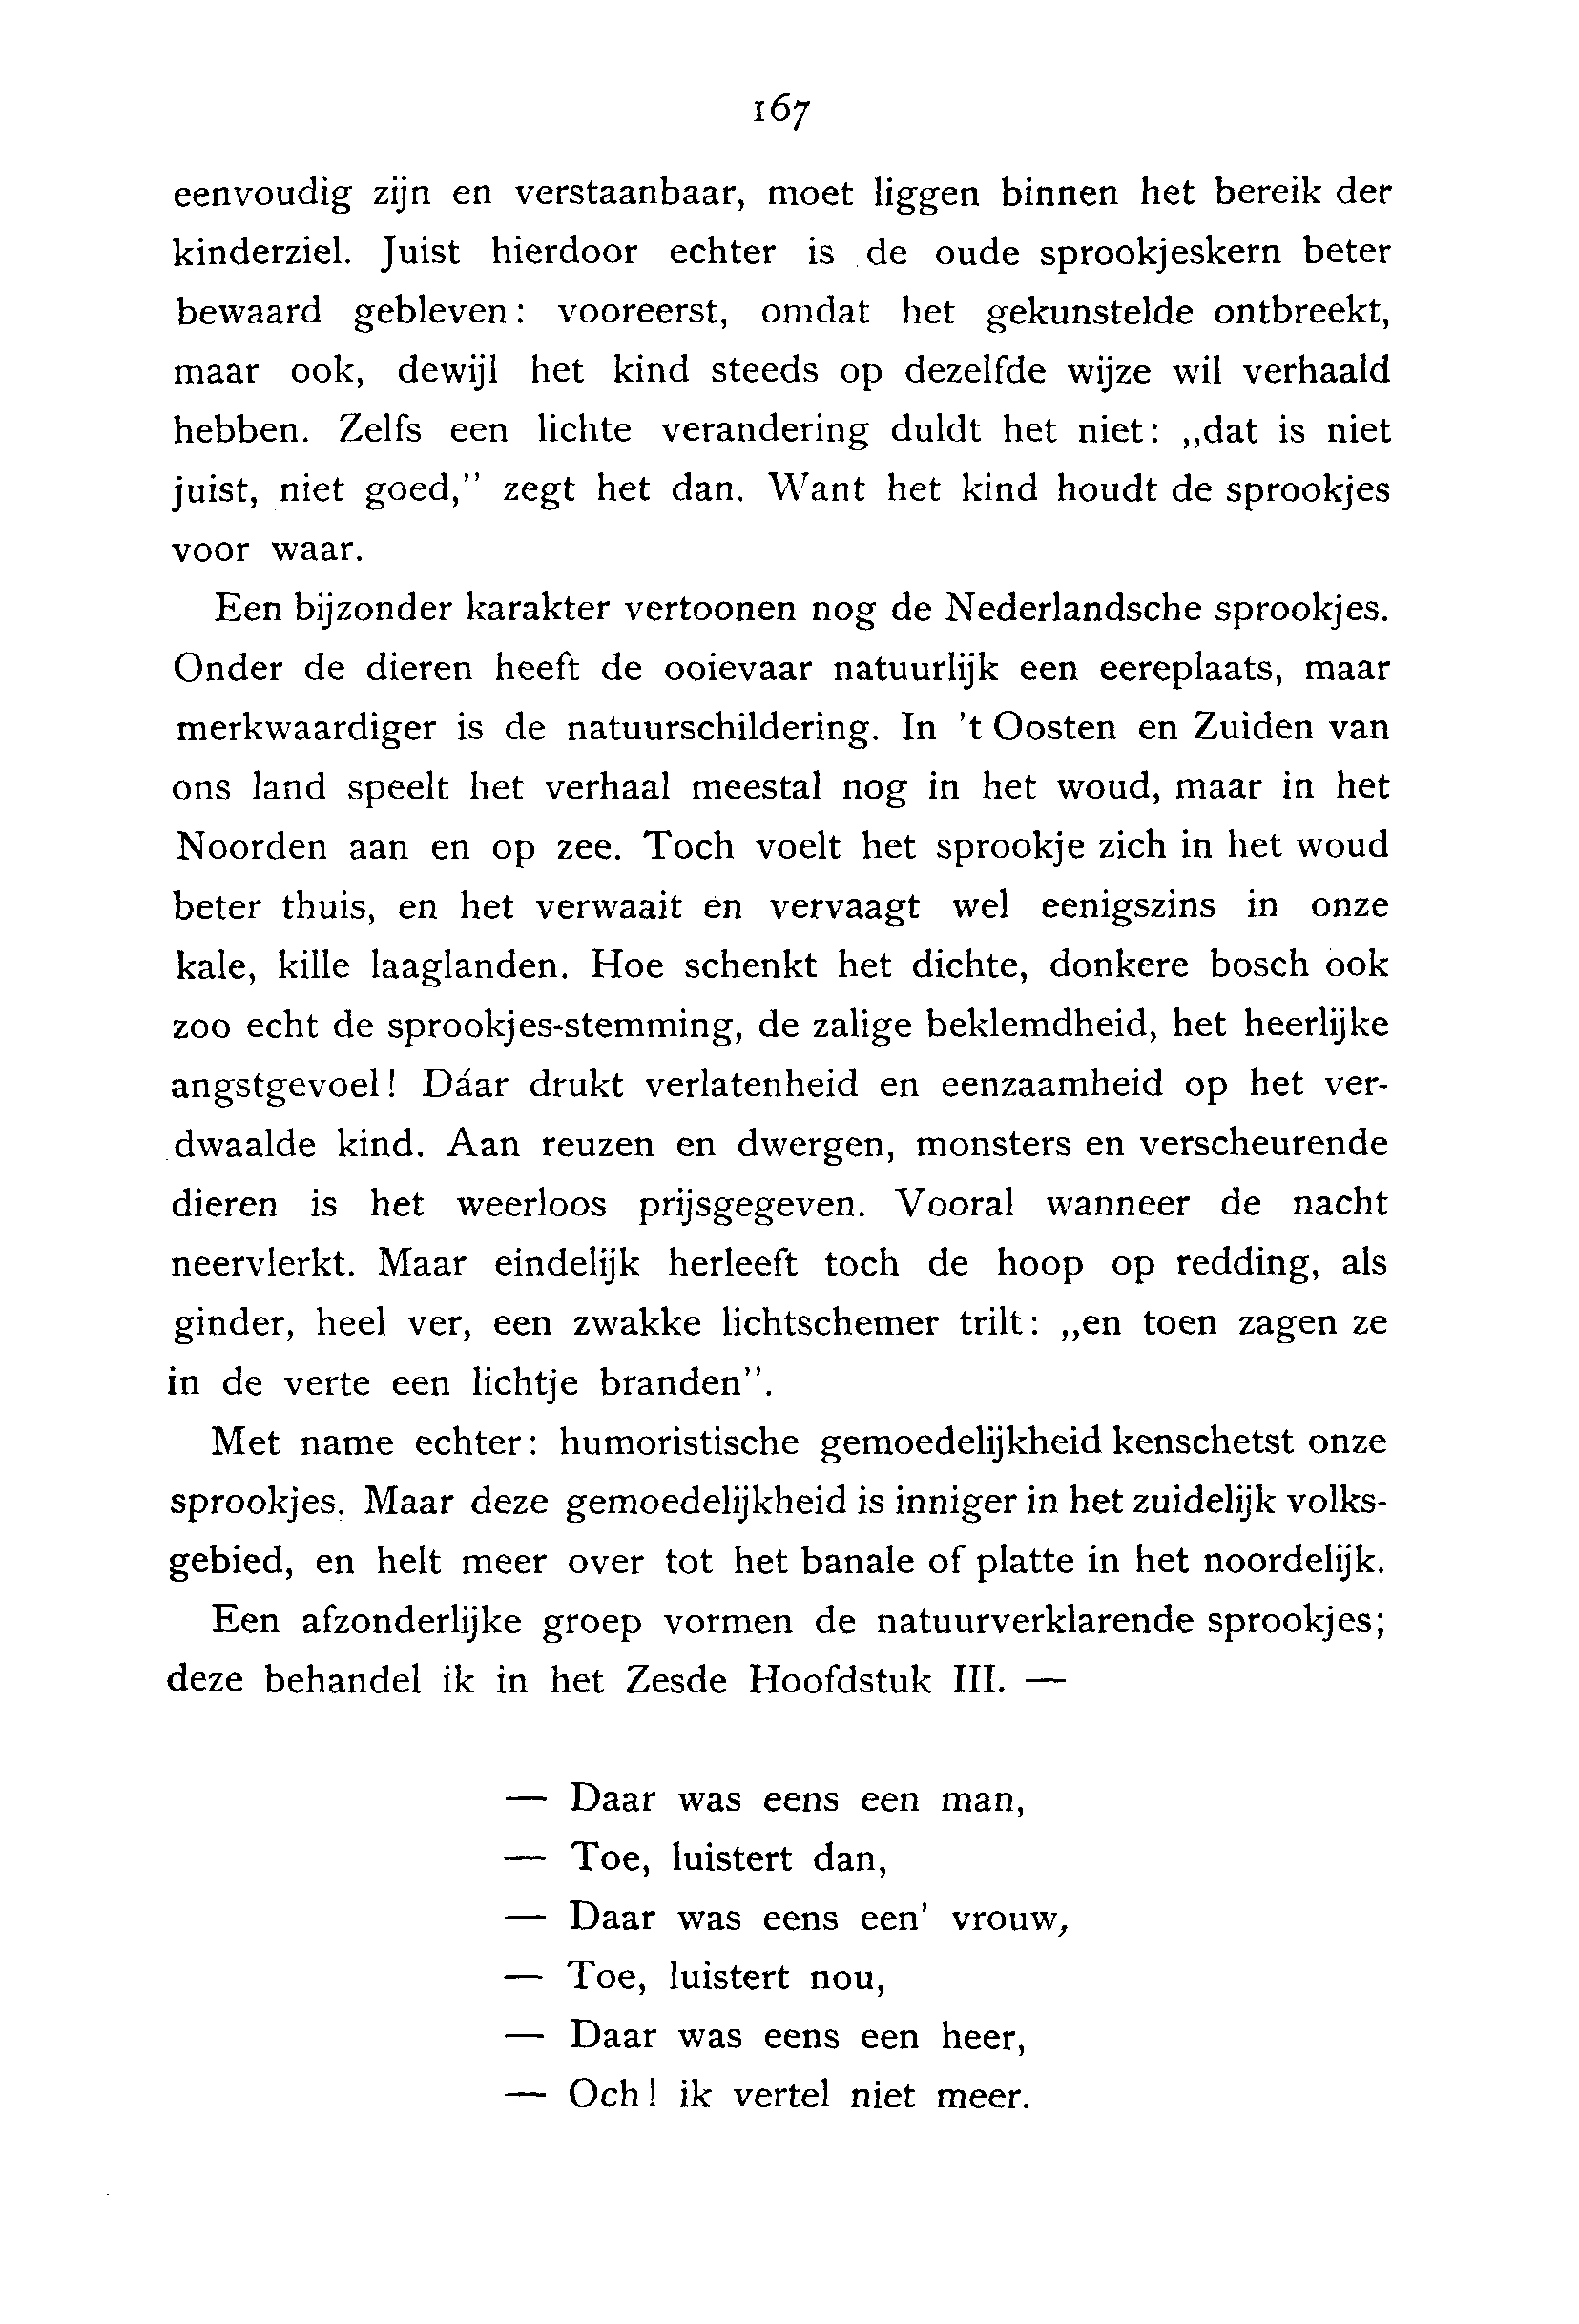 167
eenvoudig zijn en verstaanbaar, moet liggen binnen het bereik der
kinderziel. Juist hierdoor echter is de oude sprookjeskern beter
bewaard gebleven: vooreerst, omdat het gekunstelde ontbreekt,
maar ook, dewijl het kind steeds op dezelfde wijze wil verhaald
hebben. Zelfs een lichte verandering duldt het niet: „dat is niet
juist, niet goed,” zegt het dan. Want het kind houdt de sprookjes
voor waar.
Een bijzonder karakter vertoonen nog de Nederlandsche sprookjes.
Onder de dieren heeft de ooievaar natuurlijk een eereplaats, maar
merkwaardiger is de natuurschildering. In ’t Oosten en Zuiden van
ons land speelt het verhaal meestal nog in het woud, maar in het
Noorden aan en op zee. Toch voelt het sprookje zich in het woud
beter thuis, en het verwaait en vervaagt wel eenigszins in onze
kale, kille laaglanden. Hoe schenkt het dichte, donkere bosch ook
zoo echt de sprookjes-stemming, de zalige beklemdheid, het heerlijke
angstgevoel! Dáar drukt verlatenheid en eenzaamheid op het ver-
dwaalde kind. Aan reuzen en dwergen, monsters en verscheurende
dieren is het weerloos prijsgegeven. Vooral wanneer de nacht
neervlerkt. Maar eindelijk herleeft toch de hoop op redding, als
ginder, heel ver, een zwakke lichtschemer trilt: „en toen zagen ze
in de verte een lichtje branden”.
Met name echter: humoristische gemoedelijkheid kenschetst onze
sprookjes. Maar deze gemoedelijkheid is inniger in het zuidelijk volks-
gebied, en helt meer over tot het banale of platte in het noordelijk.
Een afzonderlijke groep vormen de natuurverklarende sprookjes;
deze behandel ik in het Zesde Hoofdstuk III. —
— Daar was eens een man,
— Toe, luistert dan,
— Daar was eens een’ vrouw,
— Toe, luistert nou,
— Daar was eens een heer,
— Och! ik vertel niet meer.